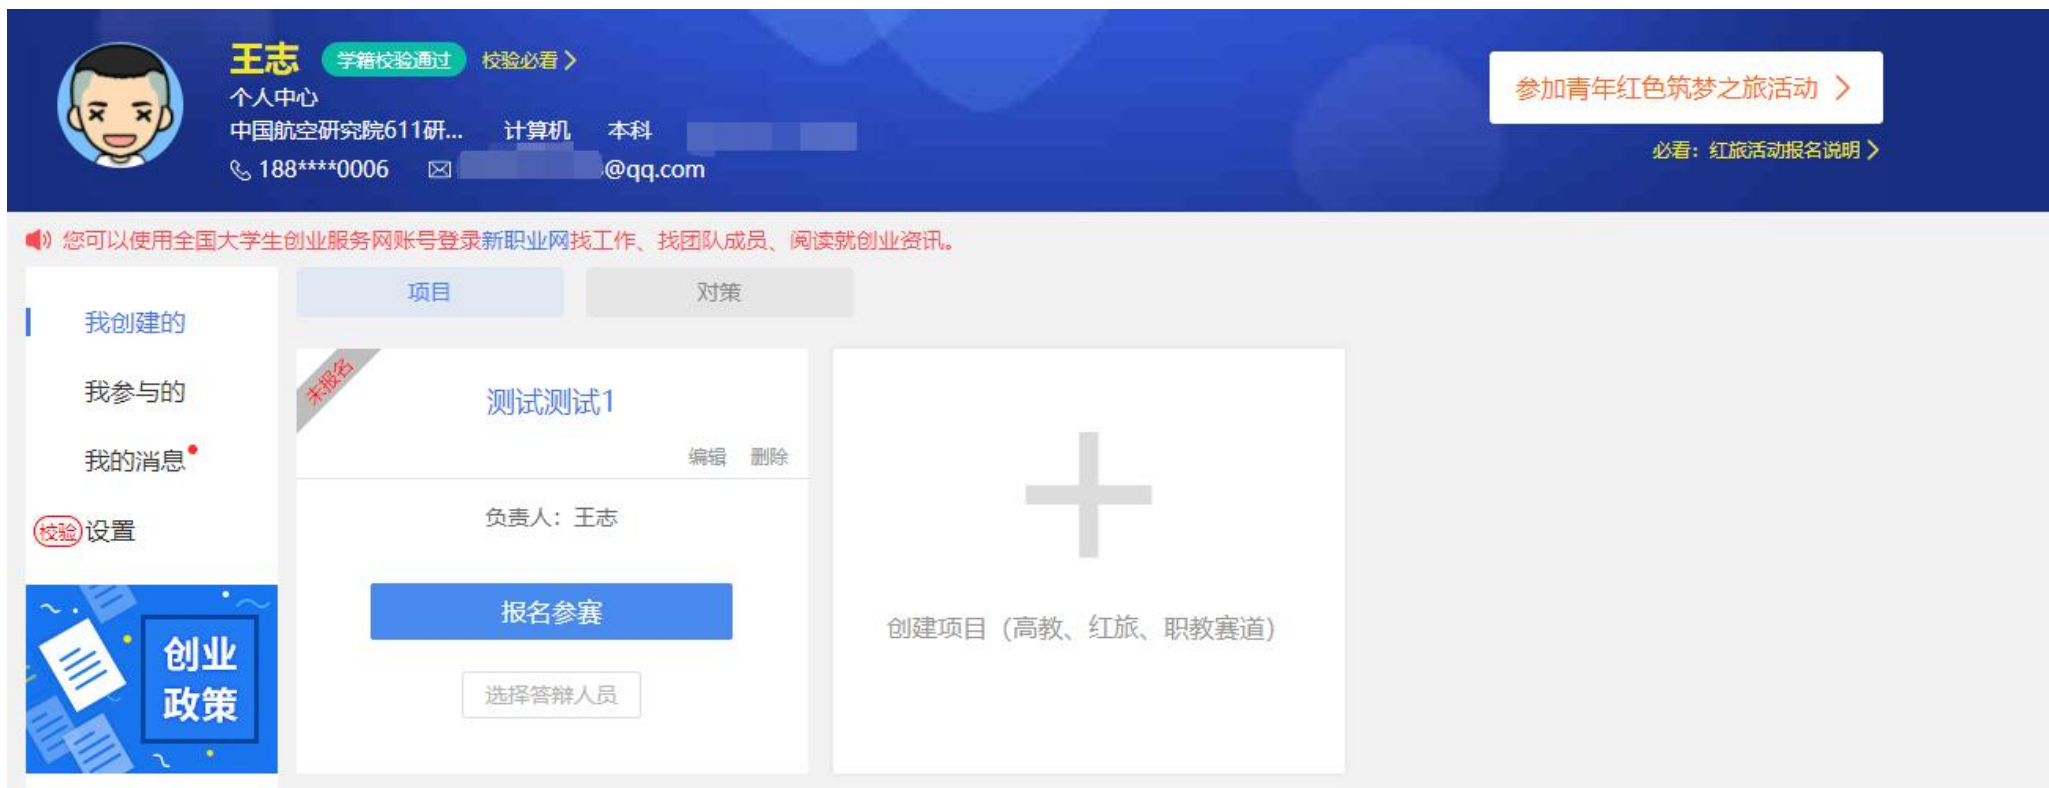 王志 学籍校验通过 校验必看 >
个人中心
中国航空研究院611研... 计算机 本科
188****0006 @qq.com
参加青年红色筑梦之旅活动 >
必看：红旅活动报名说明 >
您可以使用全国大学生创业服务网账号登录新职业网找工作、找团队成员、阅读就创业资讯。
我创建的
我参与的
我的消息
校验 设置
创业
政策
项目 对策
未报名
测试测试1
编辑 删除
负责人：王志
报名参赛
选择答辩人员
创建项目（高教、红旅、职教赛道）